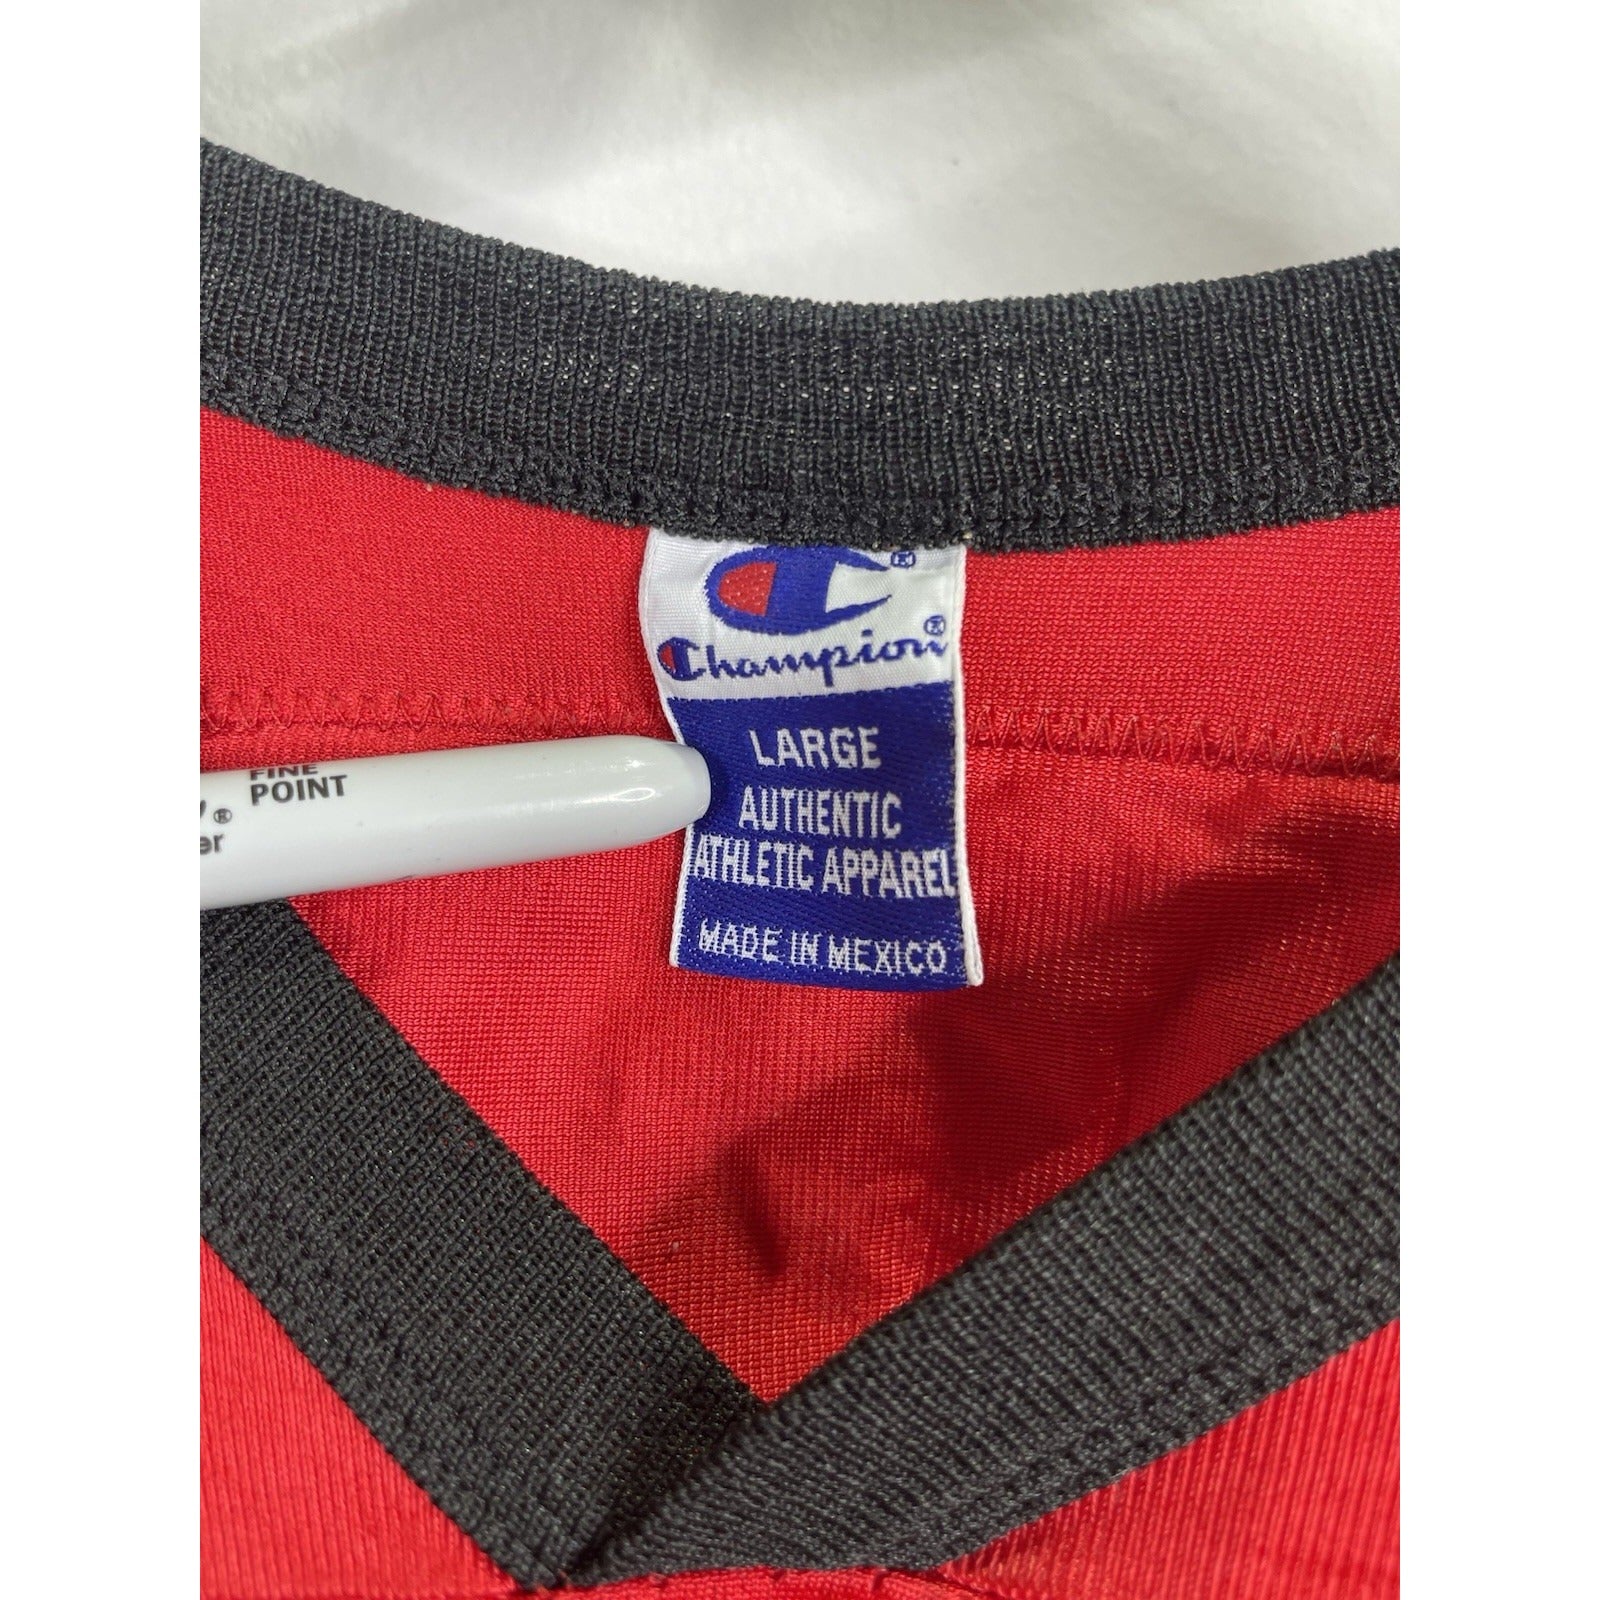 Champion®
LARGE
AUTHENTIC
ATHLETIC APPAREL
MADE IN MEXICO
FINE
POINT
®